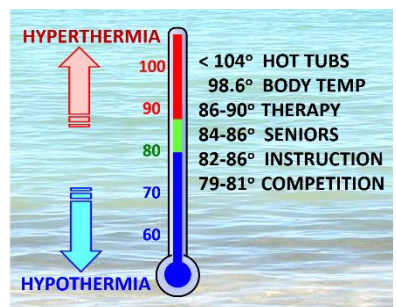 HYPERTHERMIA
100
90
80
70
60
HYPOTHERMIA
< 104° HOT TUBS
98.6° BODY TEMP
86-90° THERAPY
84-86° SENIORS
82-86° INSTRUCTION
79-81° COMPETITION